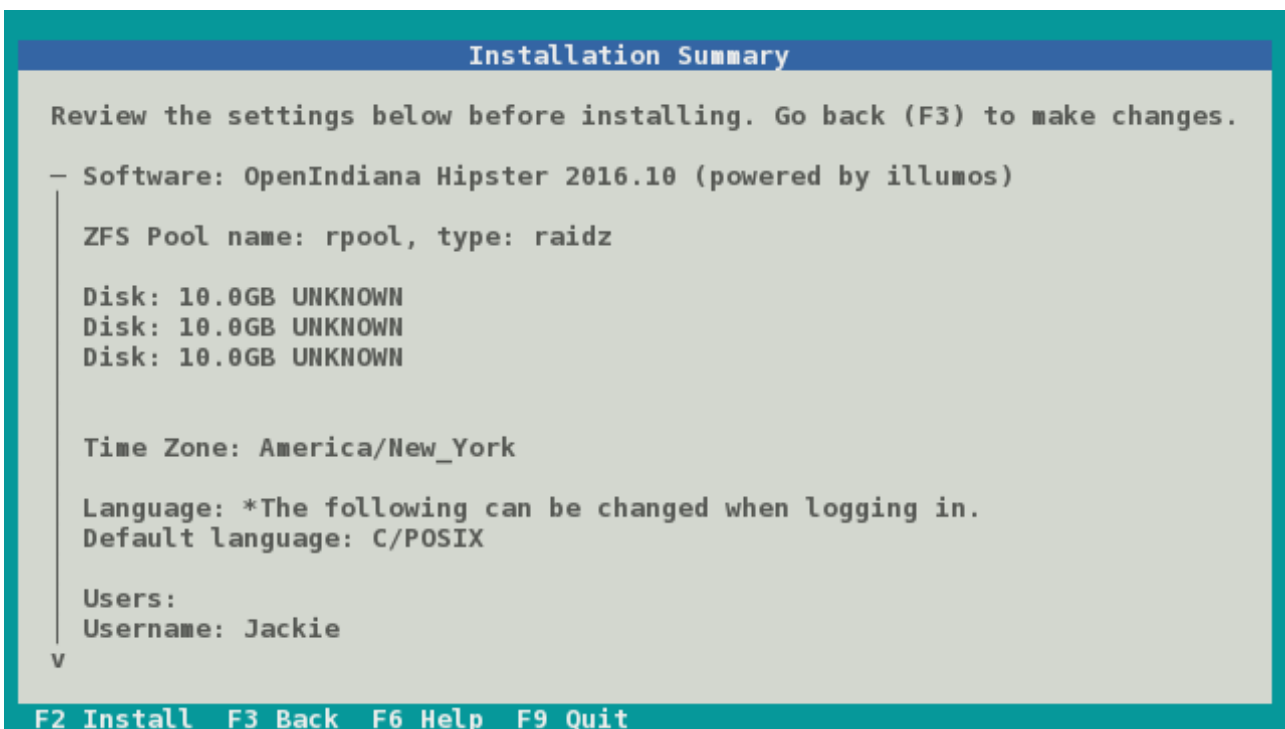 Installation Summary
Review the settings below before installing. Go back (F3) to make changes.
Software: OpenIndiana Hipster 2016.10 (powered by illumos)
ZFS Pool name: rpool, type: raidz
Disk: 10.0GB UNKNOWN
Disk: 10.0GB UNKNOWN
Disk: 10.0GB UNKNOWN
Time Zone: America/New_York
Language: *The following can be changed when logging in.
Default language: C/POSIX
Users:
Username: Jackie
v
F2 Install F3 Back F6 Help F9 Quit